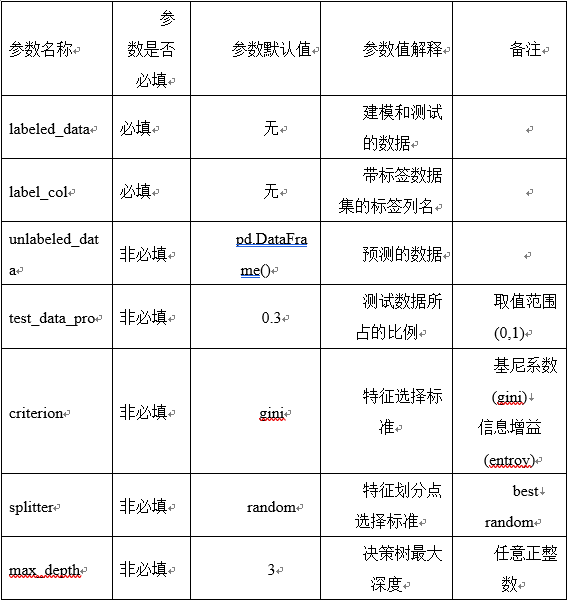 参数名称
参
数是否
必填
参数默认值
参数值解释
备注
labeled_data
必填
无
建模和测试
的数据
label_col
必填
无
带标签数据
集的标签列名
unlabeled_dat
a
非必填
pd.DataFra
me()
预测的数据
test_data_pro
非必填
0.3
测试数据所
占的比例
取值范围
(0,1)
criterion
非必填
gini
特征选择标
准
基尼系数
(gini)
信息增益
(entroy)
splitter
非必填
random
特征划分点
选择标准
best
random
max_depth
非必填
3
决策树最大
深度
任意正整
数